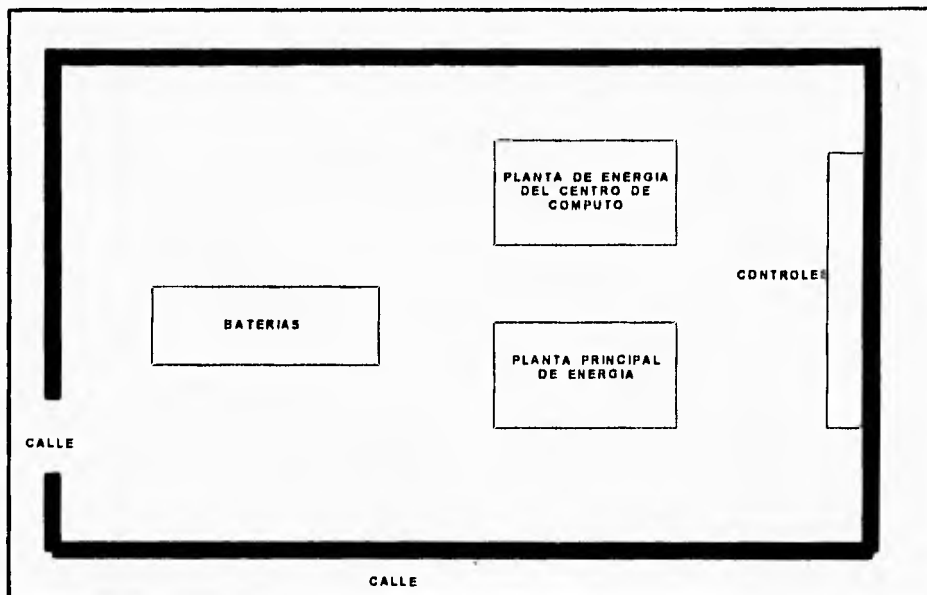 PLANTA DE ENERGIA
DEL CENTRO DE
COMPUTO
CONTROLES
BATERIAS
PLANTA PRINCIPAL
DE ENERGIA
CALLE
CALLE